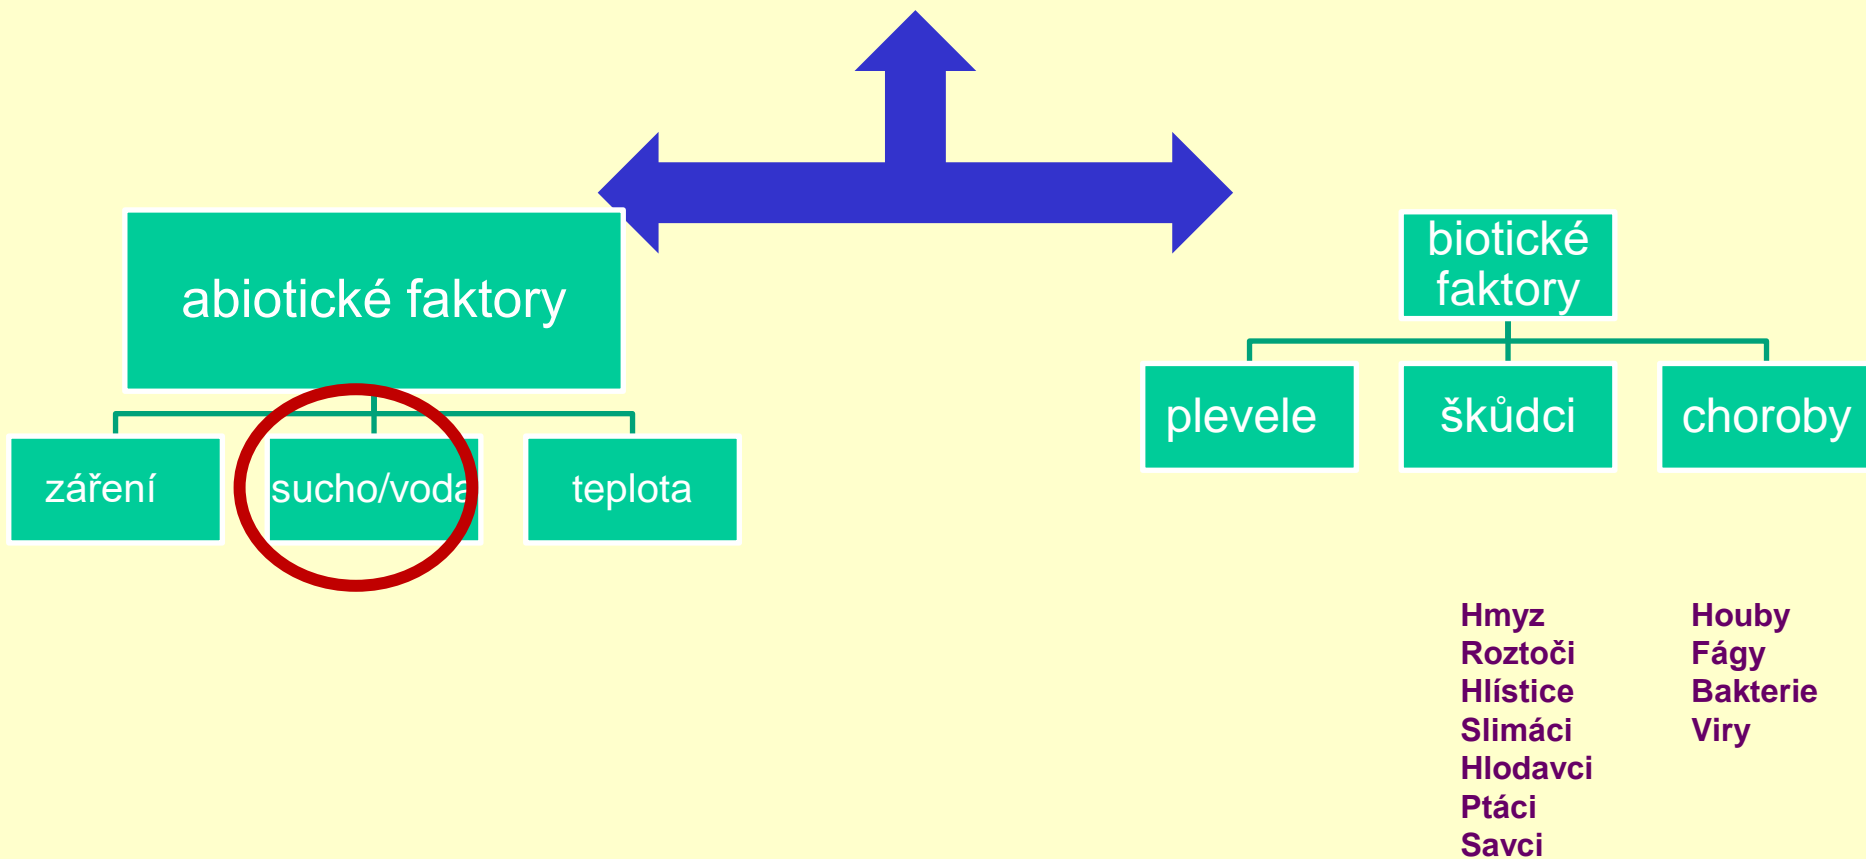 abiotické faktory
záření
sucho/voda
teplota
biotické
faktory
plevele
škůdci
choroby
Hmyz
Roztoči
Hlístice
Slimáci
Hlodavci
Ptáci
Savci
Houby
Fágy
Bakterie
Viry